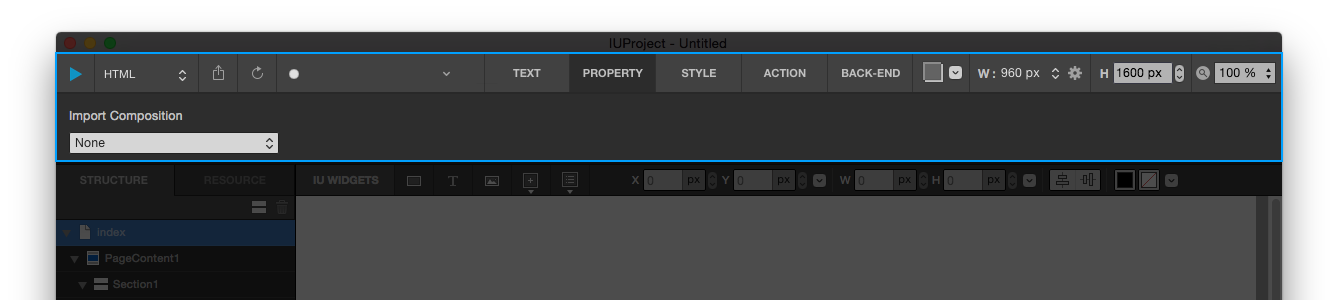 IUProject - Untitled
HTML TEXT PROPERTY STYLE ACTION BACK-END W: 960 px H 1600 px 100 %
Import Composition
None
STRUCTURE RESOURCE IU WIDGETS T X 0 px Y 0 px W 0 px H 0 px
Index
PageContent1
Section1